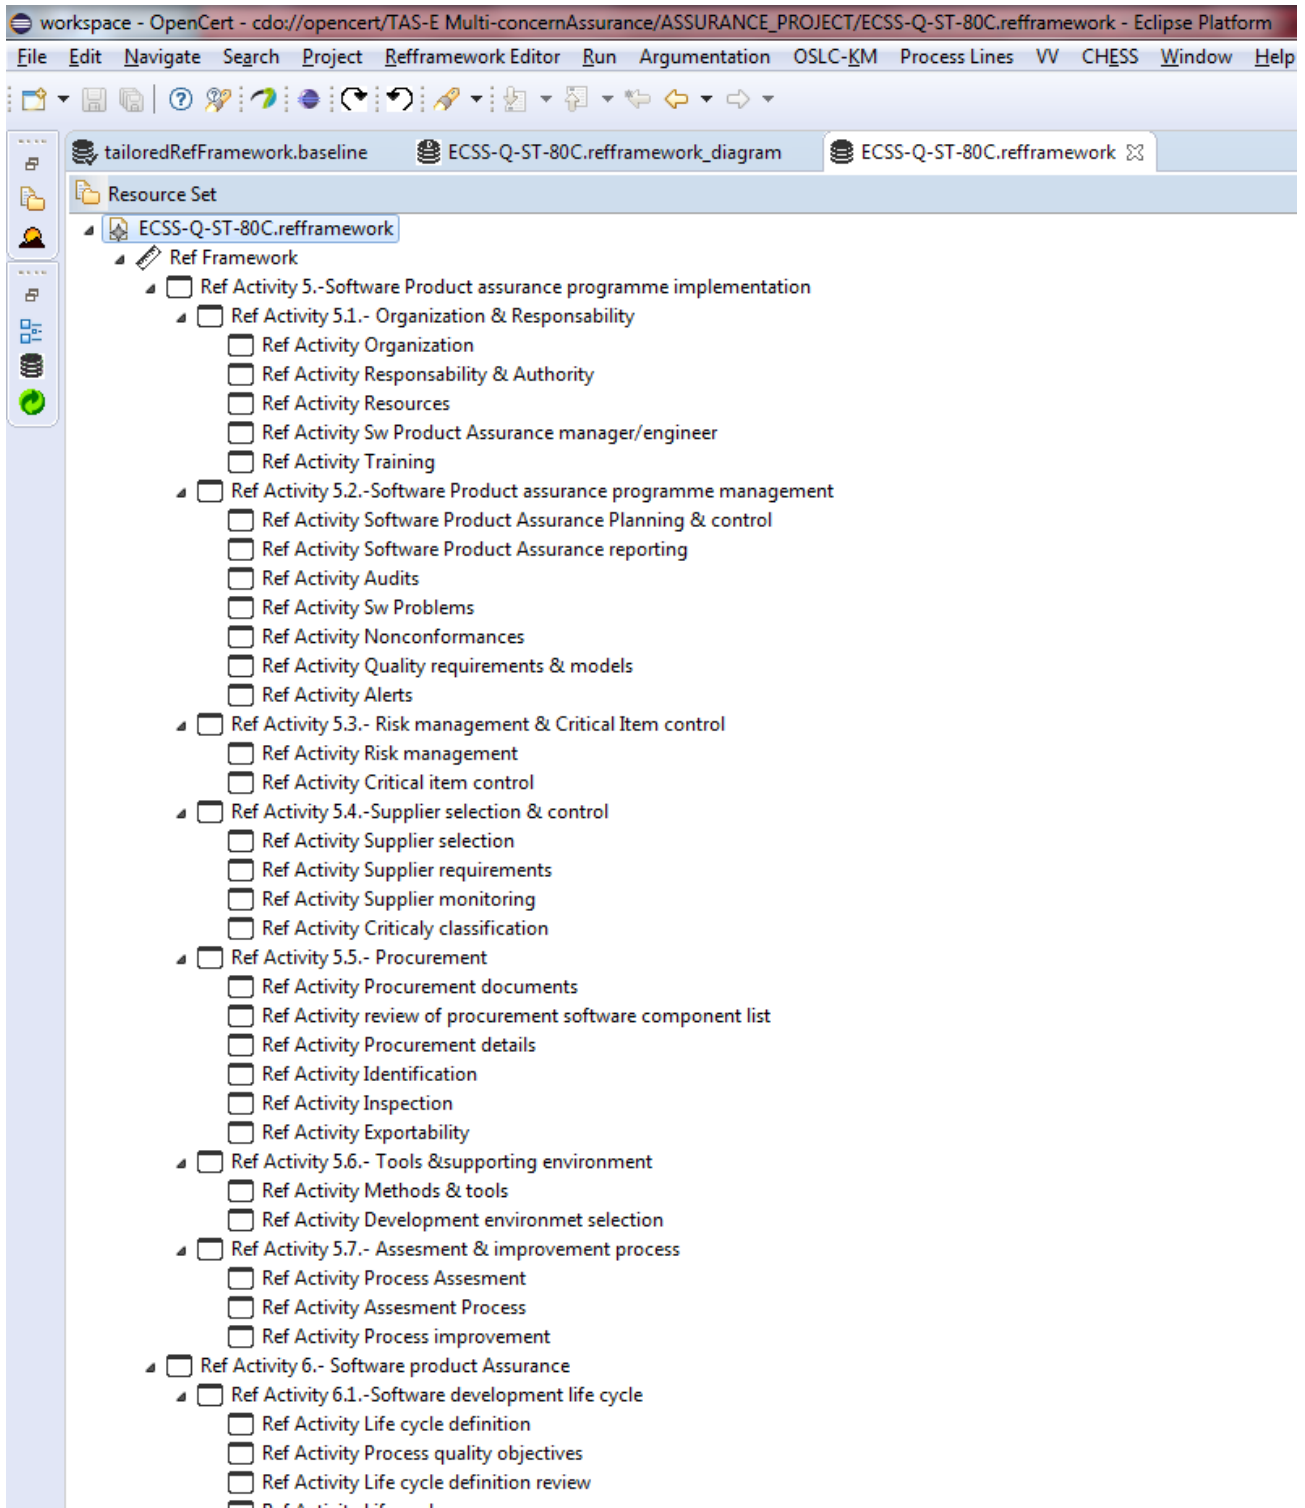 workspace - OpenCert - cdo://opencert/TAS-E Multi-concernAssurance/ASSURANCE_PROJECT/ECSS-Q-ST-80C.refframework - Eclipse Platform
File Edit Navigate Search Project Refframework Editor Run Argumentation OSLC-KM Process Lines VV CHESS Window Help
tailoredRefFramework.baseline ECSS-Q-ST-80C.refframework_diagram ECSS-Q-ST-80C.refframework
Resource Set
ECSS-Q-ST-80C.refframework
Ref Framework
Ref Activity 5.-Software Product assurance programme implementation
Ref Activity 5.1.- Organization & Responsability
Ref Activity Organization
Ref Activity Responsability & Authority
Ref Activity Resources
Ref Activity Sw Product Assurance manager/engineer
Ref Activity Training
Ref Activity 5.2.-Software Product assurance programme management
Ref Activity Software Product Assurance Planning & control
Ref Activity Software Product Assurance reporting
Ref Activity Audits
Ref Activity Sw Problems
Ref Activity Nonconformances
Ref Activity Quality requirements & models
Ref Activity Alerts
Ref Activity 5.3.- Risk management & Critical Item control
Ref Activity Risk management
Ref Activity Critical item control
Ref Activity 5.4.-Supplier selection & control
Ref Activity Supplier selection
Ref Activity Supplier requirements
Ref Activity Supplier monitoring
Ref Activity Criticaly classification
Ref Activity 5.5.- Procurement
Ref Activity Procurement documents
Ref Activity review of procurement software component list
Ref Activity Procurement details
Ref Activity Identification
Ref Activity Inspection
Ref Activity Exportability
Ref Activity 5.6.- Tools &supporting environment
Ref Activity Methods & tools
Ref Activity Development environmet selection
Ref Activity 5.7.- Assesment & improvement process
Ref Activity Process Assesment
Ref Activity Assesment Process
Ref Activity Process improvement
Ref Activity 6.- Software product Assurance
Ref Activity 6.1.-Software development life cycle
Ref Activity Life cycle definition
Ref Activity Process quality objectives
Ref Activity Life cycle definition review